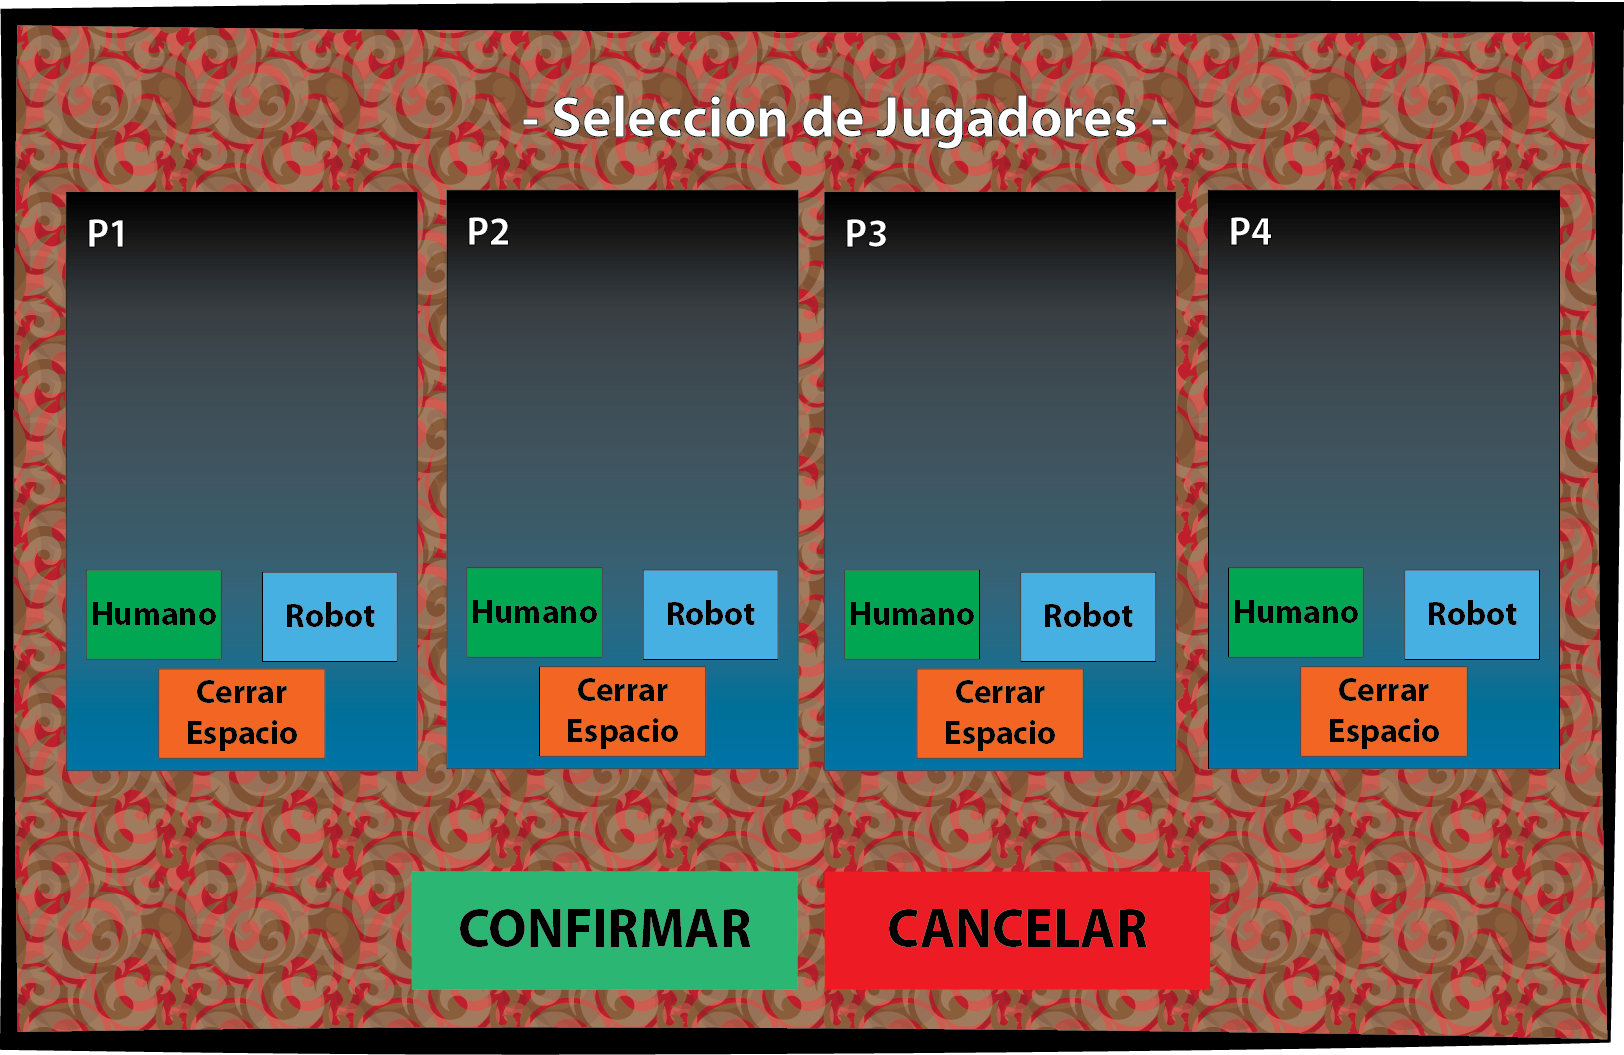 - Seleccion de Jugadores -
P1
Humano
Robot
Cerrar
Espacio
P2
Humano
Robot
Cerrar
Espacio
P3
Humano
Robot
Cerrar
Espacio
P4
Humano
Robot
Cerrar
Espacio
CONFIRMAR
CANCELAR